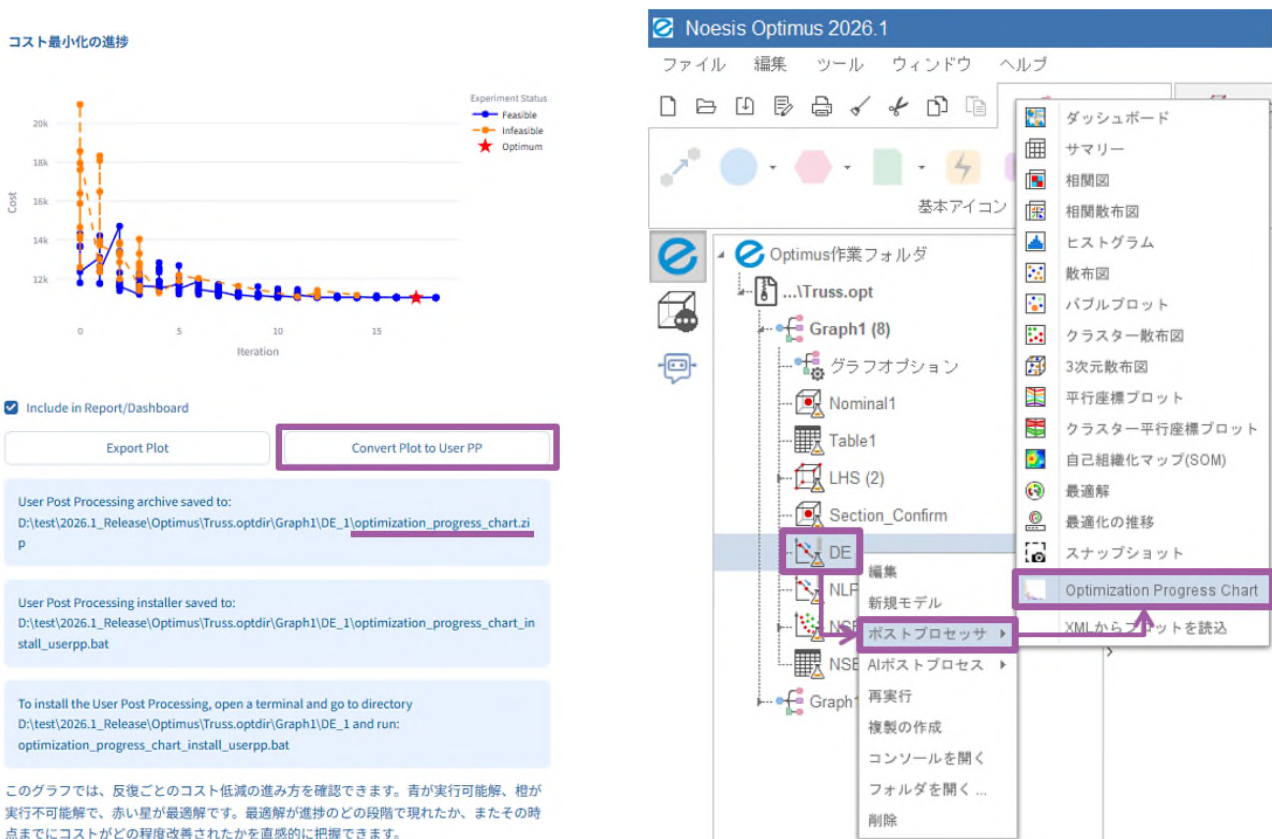 コスト最小化の進捗
Experiment Status
Feasible
Infeasible
Optimum
20k
18k
16k
14k
12k
Cost
0
5
10
15
Iteration
Include in Report/Dashboard
Export Plot
Convert Plot to User PP
User Post Processing archive saved to:
D:\test\2026.1_Release\Optimus\Truss.optdir\Graph1\DE_1\optimization_progress_chart.zi
p
User Post Processing installer saved to:
D:\test\2026.1_Release\Optimus\Truss.optdir\Graph1\DE_1\optimization_progress_chart_in
stall_userpp.bat
To install the User Post Processing, open a terminal and go to directory
D:\test\2026.1_Release\Optimus\Truss.optdir\Graph1\DE_1 and run:
optimization_progress_chart_install_userpp.bat
このグラフでは、反復ごとのコスト低減の進み方を確認できます。青が実行可能解、橙が
実行不可能解で、赤い星が最適解です。最適解が進捗のどの段階で現れたか、またその時
点までにコストがどの程度改善されたかを直感的に把握できます。
Noesis Optimus 2026.1
ファイル 編集 ツール ウィンドウ ヘルプ
基本アイコン
Optimus作業フォルダ
...\Truss.opt
Graph1 (8)
グラフオプション
Nominal1
Table1
LHS (2)
Section_Confirm
DE
NLP
NSE
NSE
Graph1
編集
新規モデル
ポストプロセッサ
AIポストプロセス
再実行
複製の作成
コンソールを開く
フォルダを開く...
削除
ダッシュボード
サマリー
相関図
相関散布図
ヒストグラム
散布図
バブルプロット
クラスター散布図
3次元散布図
平行座標プロット
クラスター平行座標プロット
自己組織化マップ(SOM)
最適解
最適化の推移
スナップショット
Optimization Progress Chart
XMLからプロットを読込